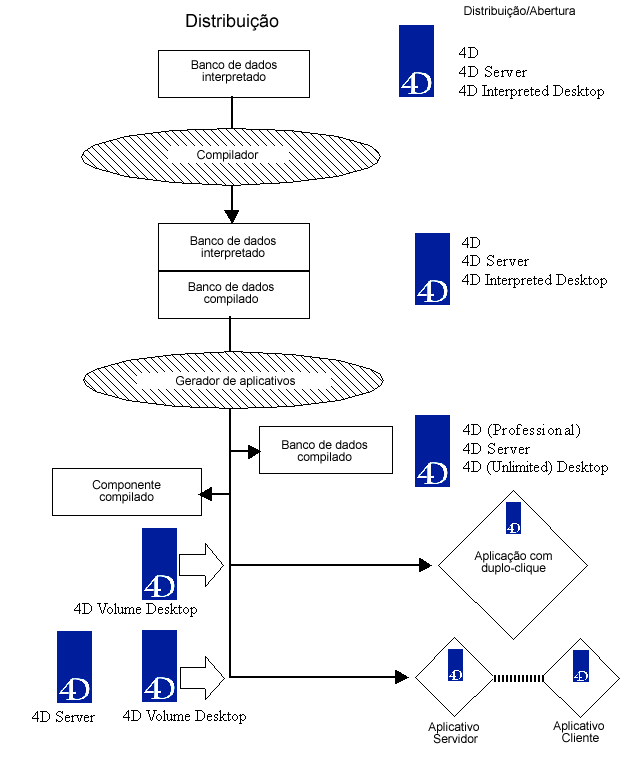 Distribuição
Distribuição/Abertura
Banco de dados
interpretado
4D
4D
4D Server
4D Interpreted Desktop
Compilador
Banco de dados
interpretado
Banco de dados
compilado
4D
4D
4D Server
4D Interpreted Desktop
Gerador de aplicativos
Banco de dados
compilado
4D
4D (Professional)
4D Server
4D (Unlimited) Desktop
Componente
compilado
4D
Aplicação com
duplo-clique
4D
4D Volume Desktop
4D
4D Server
4D
4D Volume Desktop
4D
Aplicativo
Servidor
4D
Aplicativo
Cliente